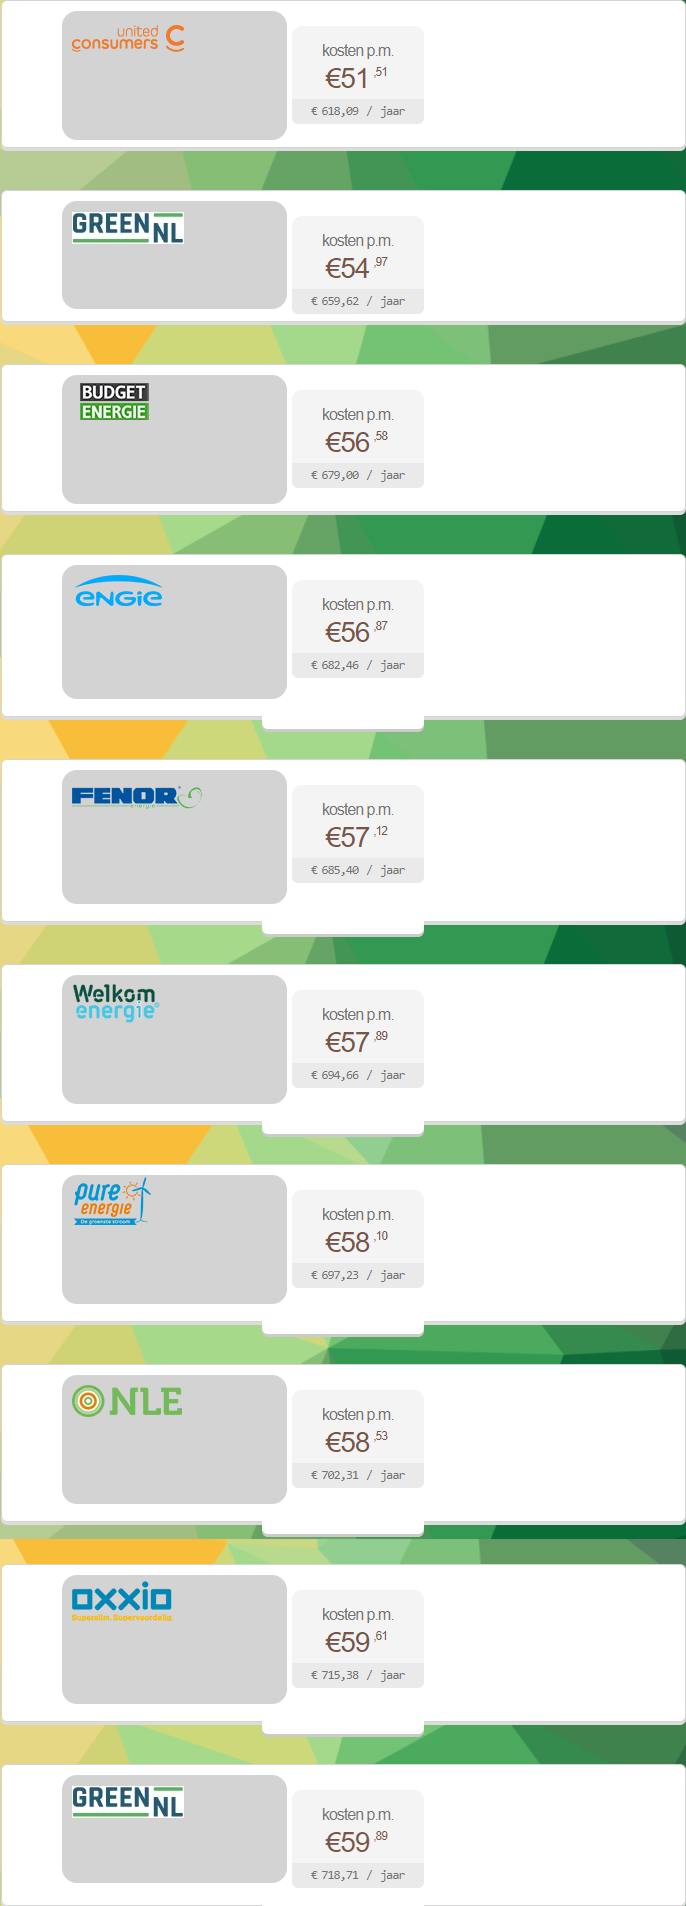 united
consumers
kosten p.m.
€51 ,51
€ 618,09 / jaar
GREEN
NL
kosten p.m.
€54 ,97
€ 659,62 / jaar
BUDGET
ENERGIE
kosten p.m.
€56 ,58
€ 679,00 / jaar
ENGIE
kosten p.m.
€56 ,87
€ 682,46 / jaar
FENOR
energie
kosten p.m.
€57 ,12
€ 685,40 / jaar
Welkom
energie
kosten p.m.
€57 ,89
€ 694,66 / jaar
pure
energie
De groenste stroom
kosten p.m.
€58 ,10
€ 697,23 / jaar
NLE
kosten p.m.
€58 ,53
€ 702,31 / jaar
oxxio
Superslim. Supervoordelig.
kosten p.m.
€59 ,61
€ 715,38 / jaar
GREEN
NL
kosten p.m.
€59 ,89
€ 718,71 / jaar